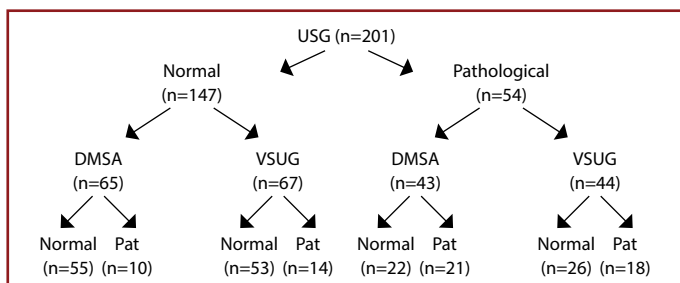 USG (n=201)
Normal
(n=147)
Pathological
(n=54)
DMSA
(n=65)
VSUG
(n=67)
DMSA
(n=43)
VSUG
(n=44)
Normal
(n=55)
Pat
(n=10)
Normal
(n=53)
Pat
(n=14)
Normal
(n=22)
Pat
(n=21)
Normal
(n=26)
Pat
(n=18)